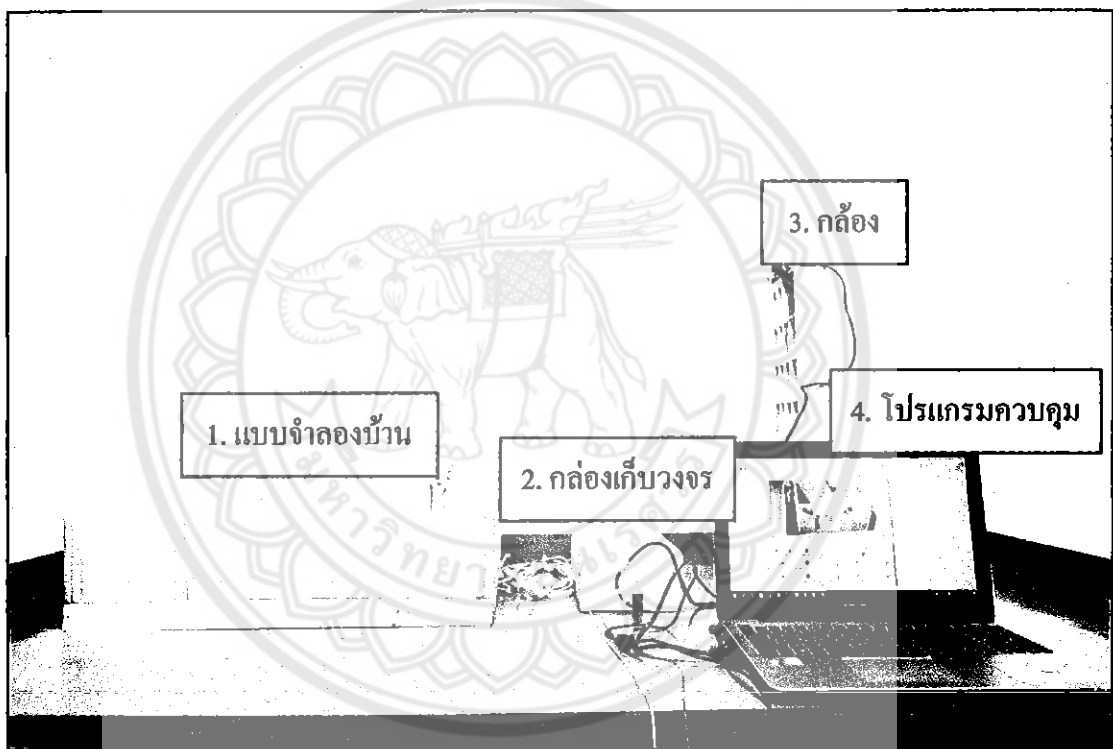 3. กล้อง
4. โปรแกรมควบคุม
1. แบบจำลองบ้าน
2. กล่องเก็บวงจร